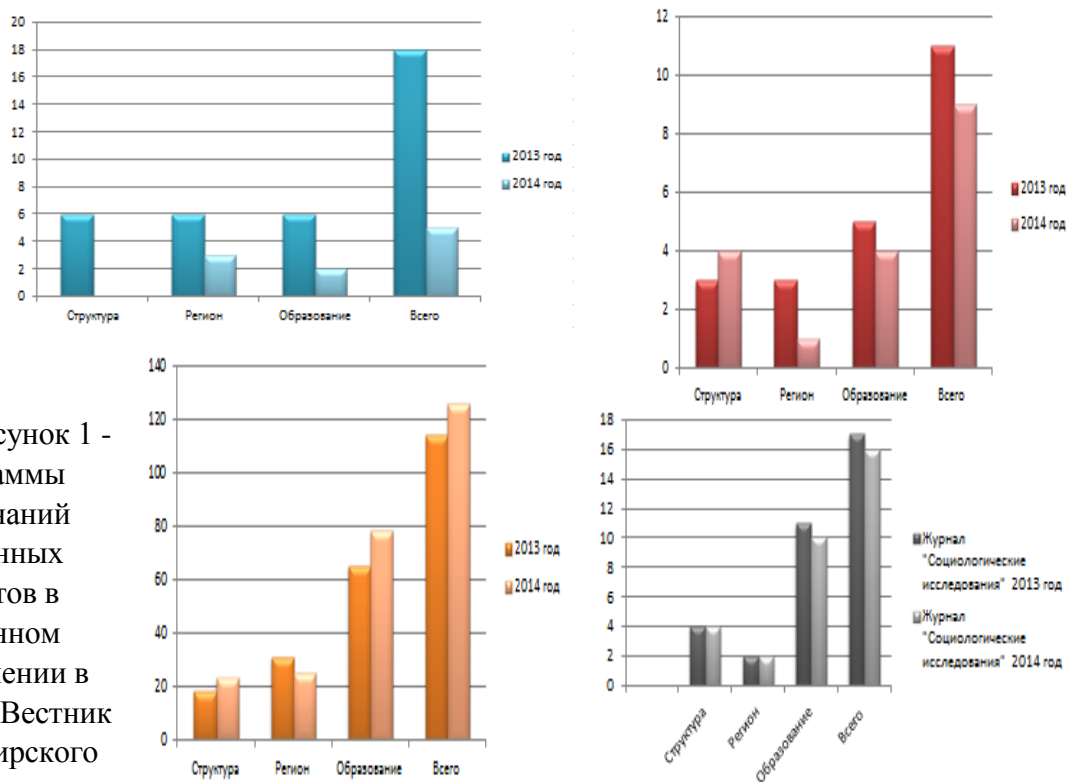 20
18
16
14
12
10
8
6
4
2
0
Структура Регион Образование Всего
2013 год
2014 год
12
10
8
6
4
2
0
Структура Регион Образование Всего
2013 год
2014 год
сунок 1 -
раммы
наний
нных
тов в
нном
нении в
Вестник
ирского
140
120
100
80
60
40
20
0
Структура Регион Образование Всего
2013 год
2014 год
18
16
14
12
10
8
6
4
2
0
Структура Регион Образование Всего
Журнал
"Социологические
исследования" 2013 год
Журнал
"Социологические
исследования" 2014 год